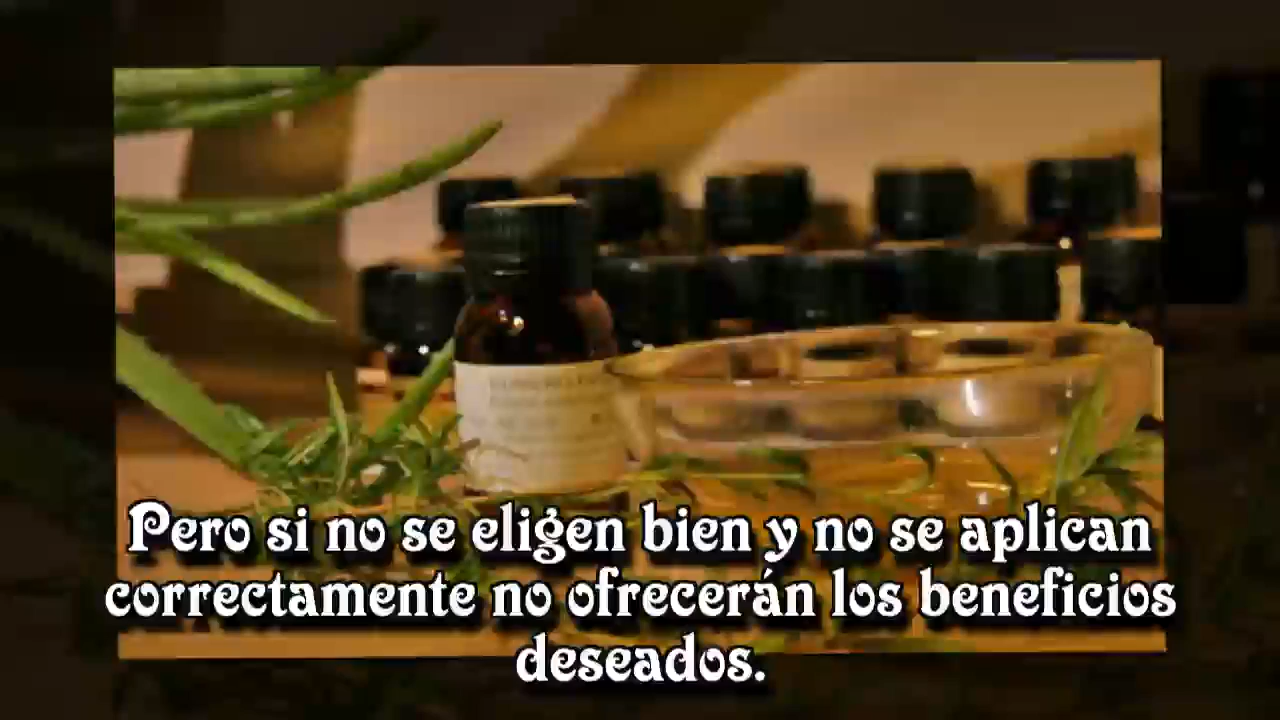 Pero si no se eligen bien y no se aplican
correctamente no ofrecerán los beneficios
deseados.